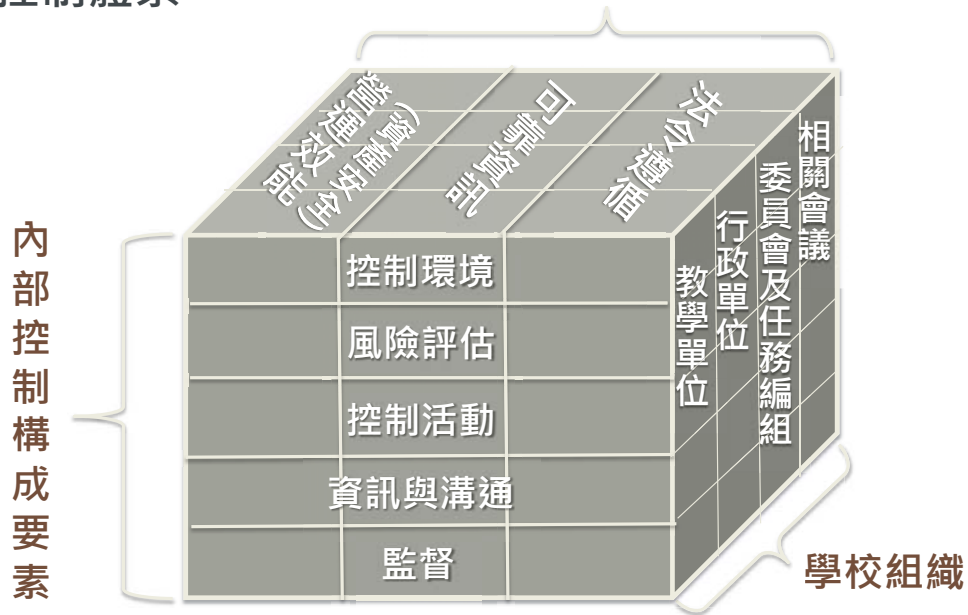 控制體系
營運效能
(資產安全)
可靠資訊
法令遵循
內部控制構成要素
控制環境
風險評估
控制活動
資訊與溝通
監督
教學單位
行政單位
委員會及任務編組
相關會議
學校組織